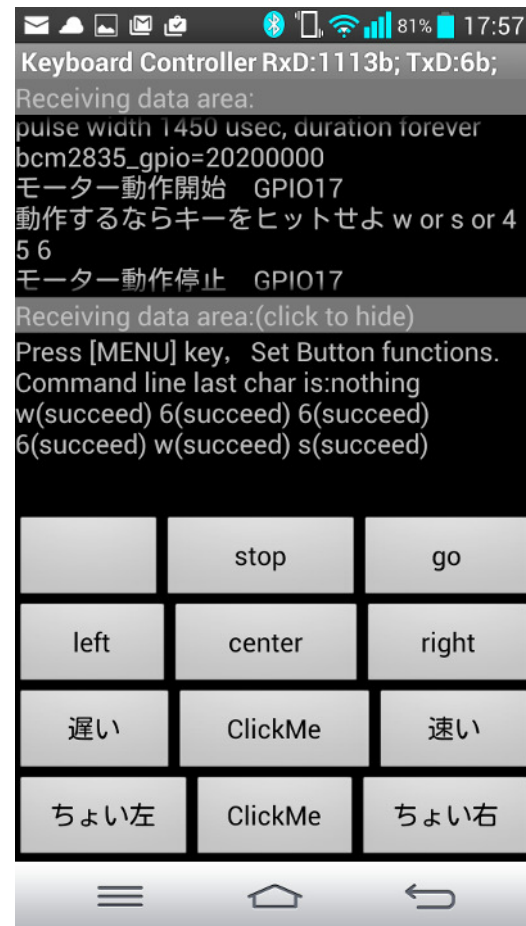 81% 17:57
Keyboard Controller RxD:1113b; TxD:6b;
Receiving data area:
pulse width 1450 usec, duration forever
bcm2835_gpio=20200000
モーター動作開始 GPIO17
動作するならキーをヒットせよ w or s or 4
5 6
モーター動作停止 GPIO17
Receiving data area:(click to hide)
Press [MENU] key, Set Button functions.
Command line last char is:nothing
w(succeed) 6(succeed) 6(succeed)
6(succeed) w(succeed) s(succeed)
stop go
left center right
遅い ClickMe 速い
ちょい左 ClickMe ちょい右